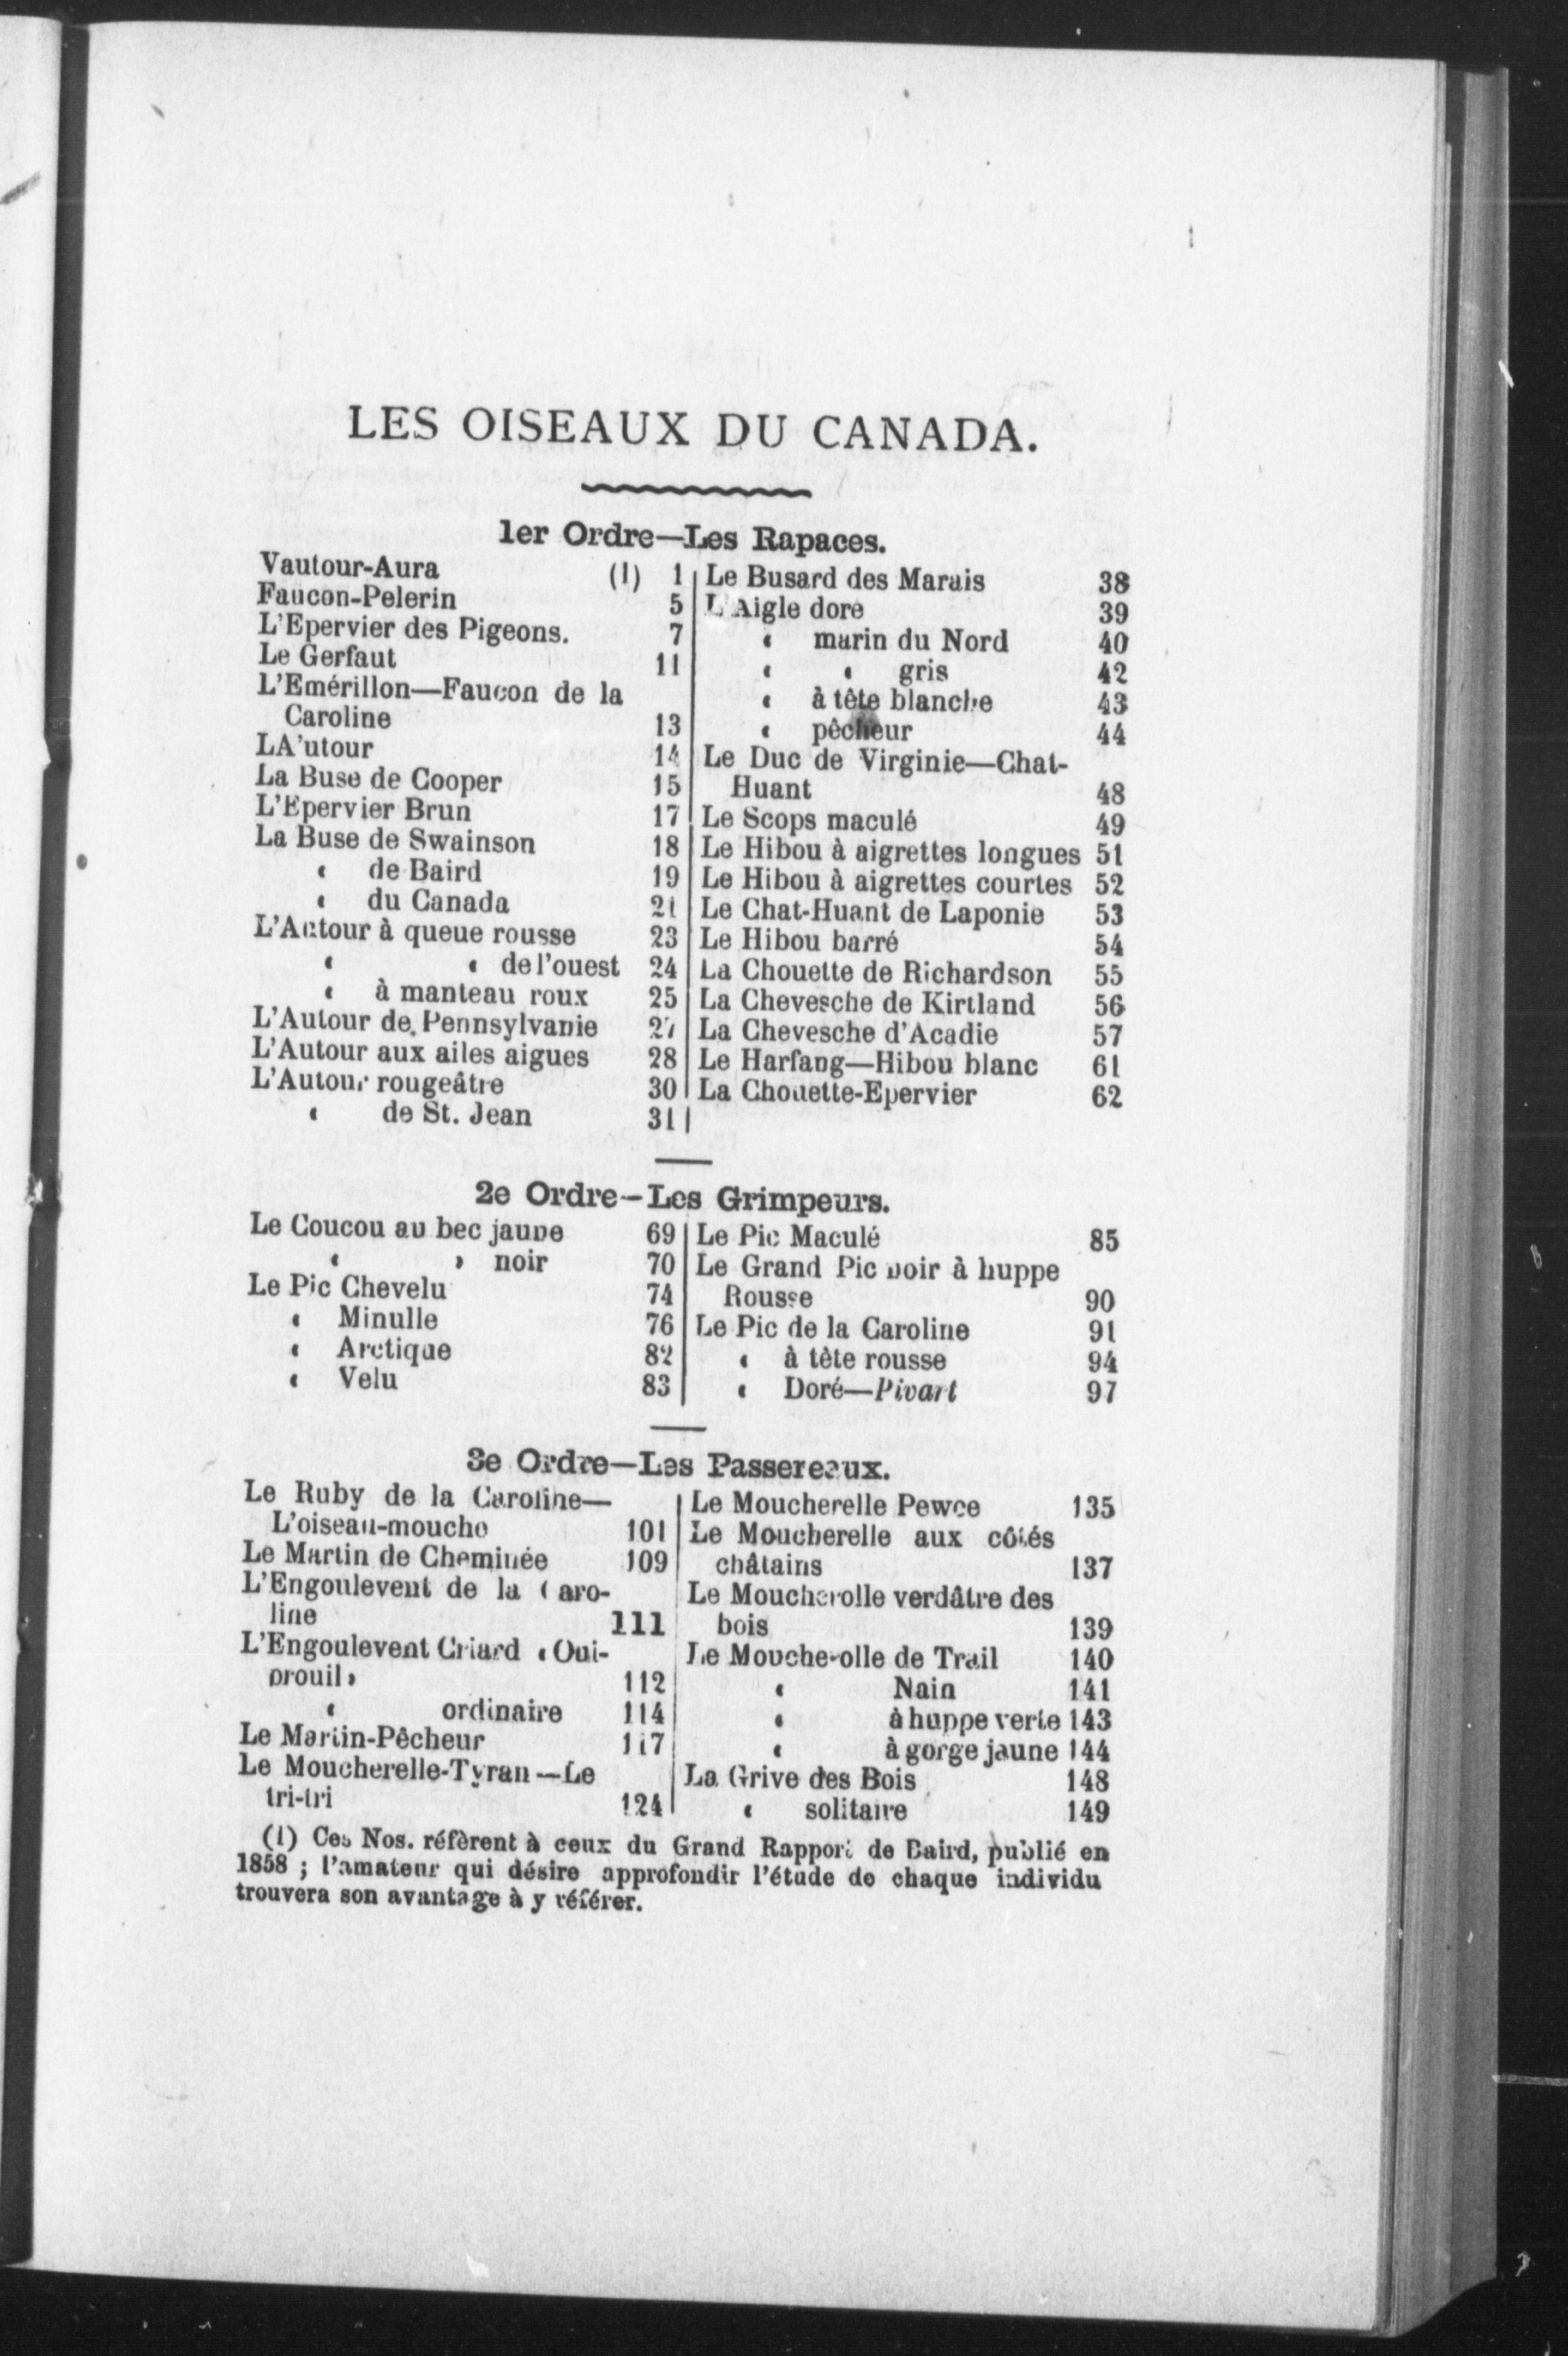 LES OISEAUX DU CANADA.
1er Ordre—Les Rapaces.
Vautour-Aura (1) 1
Faucon-Pelerin 5
L'Epervier des Pigeons. 7
Le Gerfaut 11
L'Emérillon—Faucon de la
Caroline 13
LA'utour 14
La Buse de Cooper 15
L'Epervier Brun 17
La Buse de Swainson 18
‹ de Baird 19
‹ du Canada 21
L'Autour à queue rousse 23
‹ ‹ de l'ouest 24
‹ à manteau roux 25
L'Autour de Pennsylvanie 27
L'Autour aux ailes aigues 28
L'Autour rougeâtre 30
‹ de St. Jean 31
Le Busard des Marais 38
L'Aigle dore 39
‹ marin du Nord 40
‹ ‹ gris 42
‹ à tête blanche 43
‹ pêcheur 44
Le Duc de Virginie—Chat-
Huant 48
Le Scops maculé 49
Le Hibou à aigrettes longues 51
Le Hibou à aigrettes courtes 52
Le Chat-Huant de Laponie 53
Le Hibou barré 54
La Chouette de Richardson 55
La Chevesche de Kirtland 56
La Chevesche d'Acadie 57
Le Harfang—Hibou blanc 61
La Chouette-Epervier 62
2e Ordre—Les Grimpeurs.
Le Coucou au bec jaune 69
‹ › noir 70
Le Pic Chevelu 74
‹ Minulle 76
‹ Arctique 82
‹ Velu 83
Le Pic Maculé 85
Le Grand Pic noir à huppe
Rousse 90
Le Pic de la Caroline 91
‹ à tête rousse 94
‹ Doré—Pivart 97
3e Ordre—Les Passereaux.
Le Ruby de la Caroline—
L'oiseau-mouche 101
Le Martin de Cheminée 109
L'Engoulevent de la Caro-
line 111
L'Engoulevent Criard ‹ Oui-
prouil › 112
‹ ordinaire 114
Le Martin-Pêcheur 117
Le Moucherelle-Tyran—Le
tri-tri 124
Le Moucherelle Pewee 135
Le Moucherelle aux côtés
châtains 137
Le Moucherolle verdâtre des
bois 139
Le Moucherolle de Trail 140
‹ Nain 141
‹ à huppe verte 143
‹ à gorge jaune 144
La Grive des Bois 148
‹ solitaire 149
(1) Ces Nos. réfèrent à ceux du Grand Rapport de Baird, publié en
1858 ; l'amateur qui désire approfondir l'étude de chaque individu
trouvera son avantage à y référer.